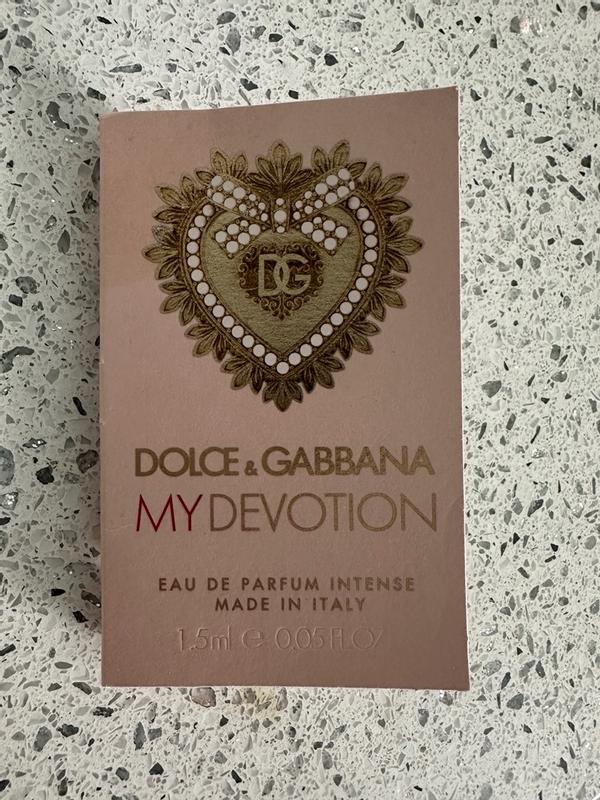 DG
DOLCE & GABBANA
MY DEVOTION
EAU DE PARFUM INTENSE
MADE IN ITALY
1.5ml ℮ 0.05 FL OZ